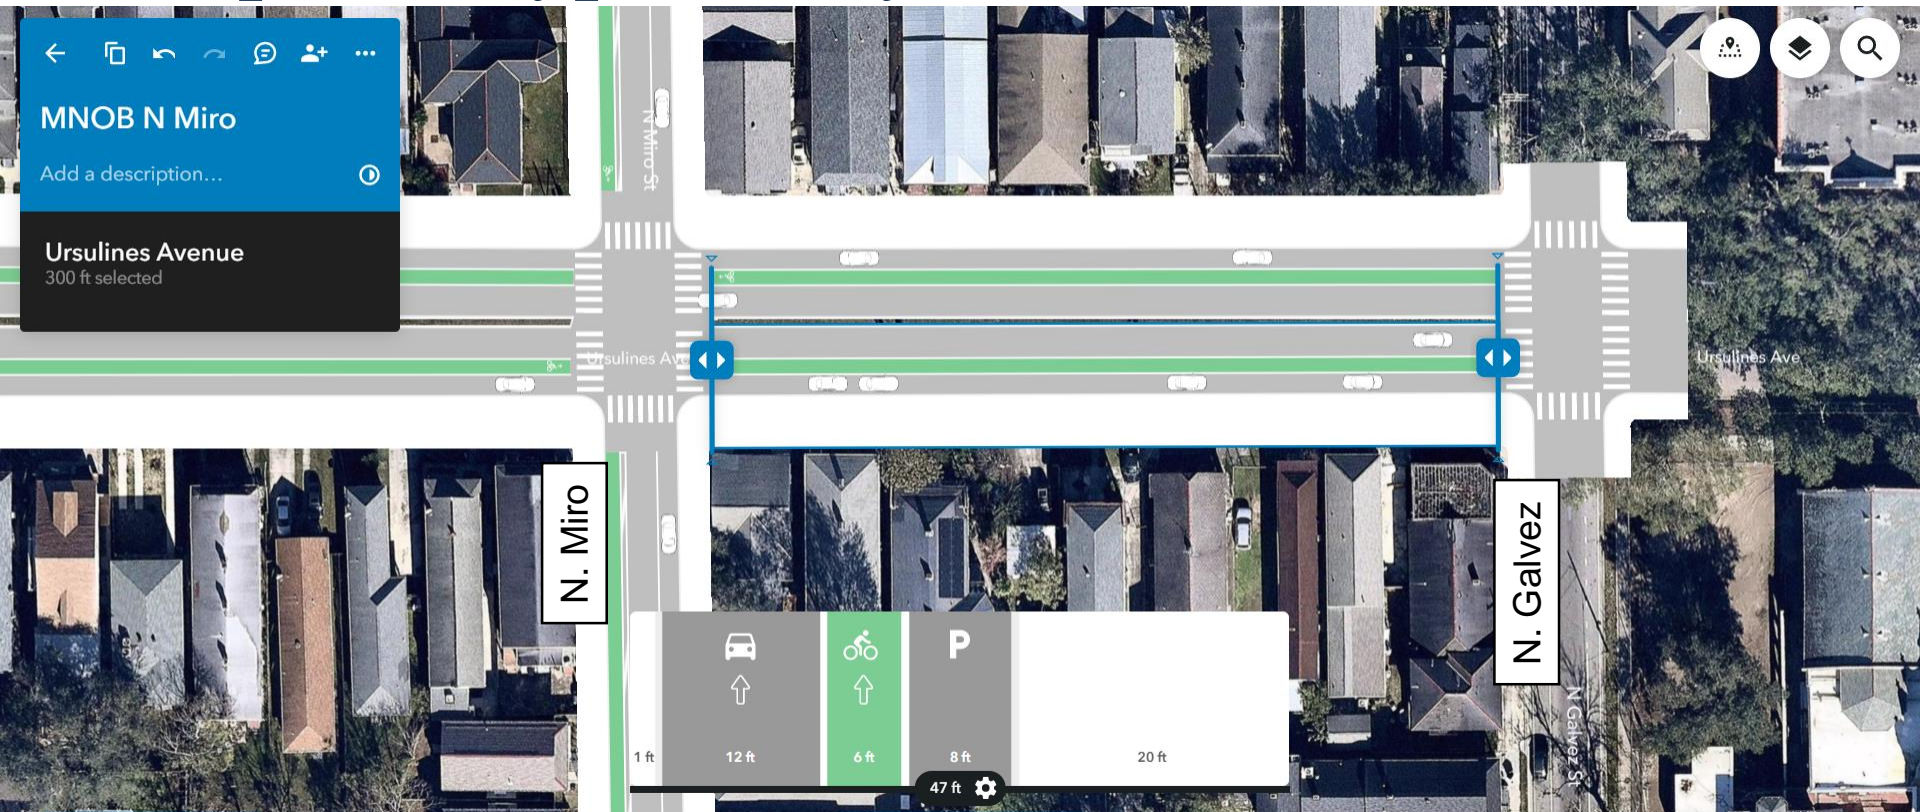 MNOB N Miro
Add a description...
Ursulines Avenue
300 ft selected
N Miro St
Ursulines Ave
Ursulines Ave
N. Miro
N. Galvez
N Galvez St
P
1 ft
12 ft
6 ft
8 ft
20 ft
47 ft